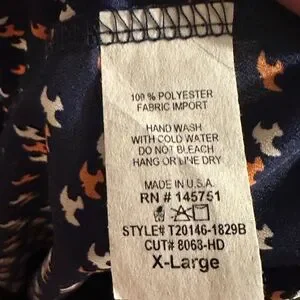 100 % POLYESTER
FABRIC IMPORT
HAND WASH
WITH COLD WATER
DO NOT BLEACH
HANG OR LINE DRY
MADE IN U.S.A.
RN # 145751
STYLE# T20146-1829B
CUT# 8063-HD
X-Large